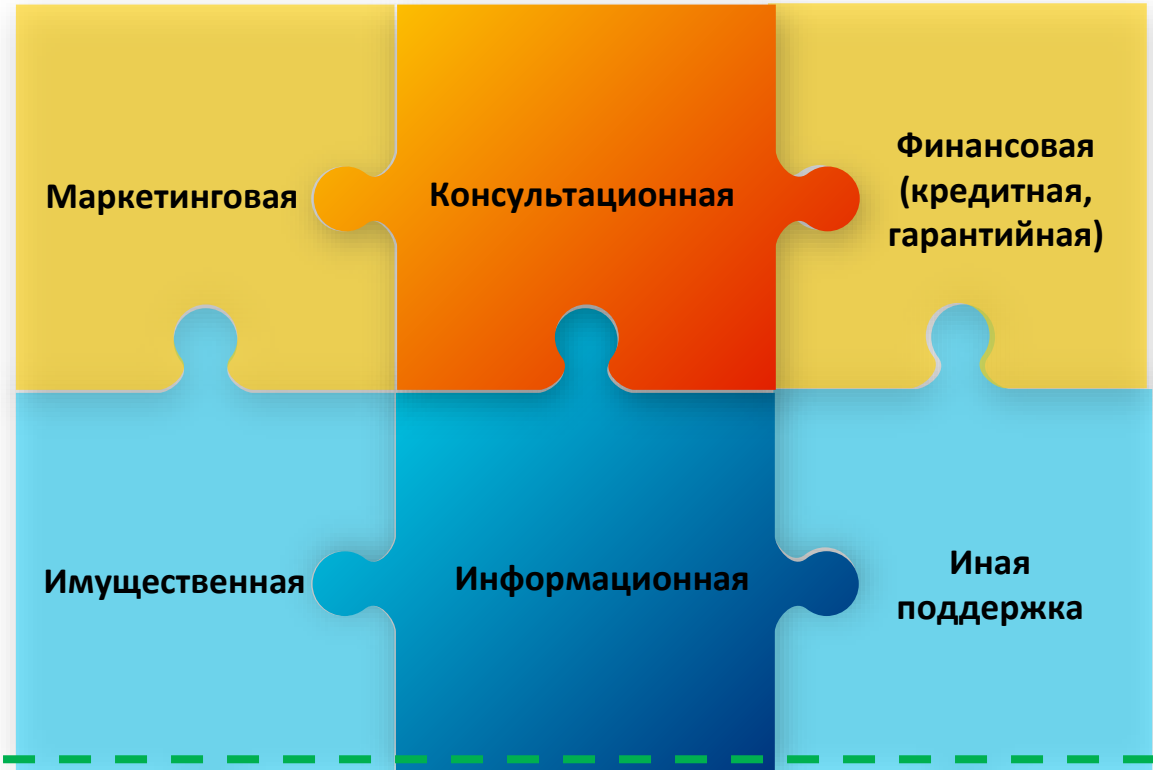 Маркетинговая
Консультационная
Финансовая
(кредитная,
гарантийная)
Имущественная
Информационная
Иная
поддержка